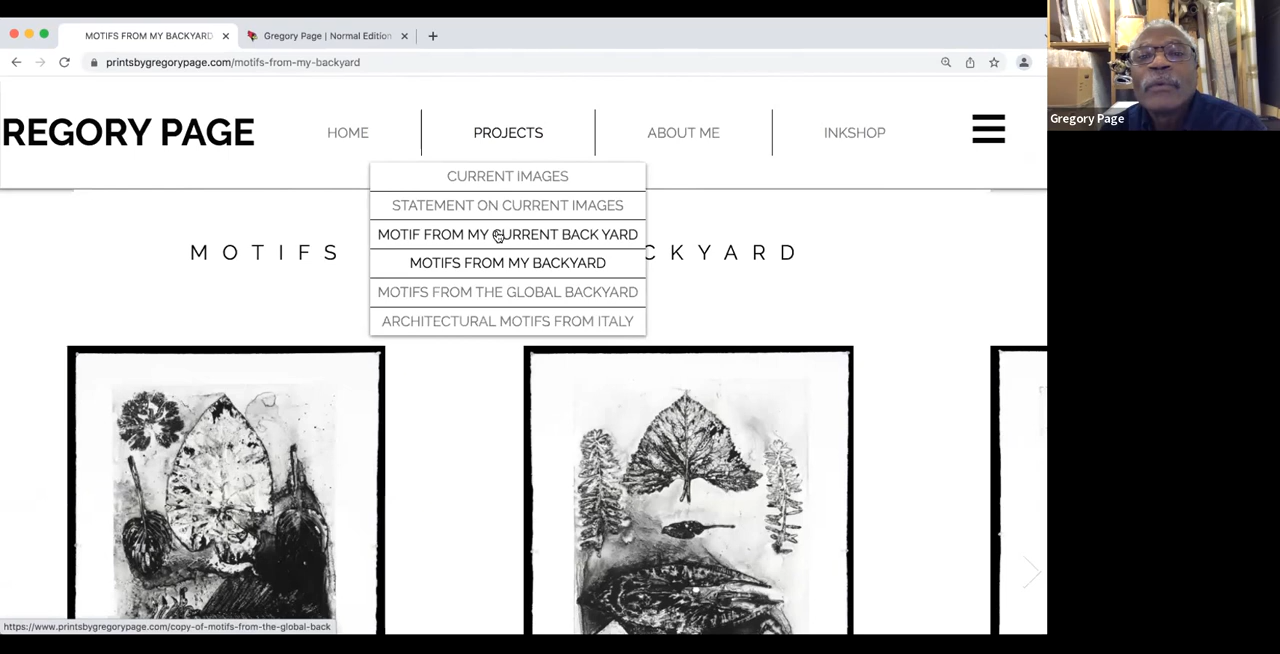 MOTIFS FROM MY BACKYARD
Gregory Page | Normal Edition
printsbygregorypage.com/motifs-from-my-backyard
Gregory Page
REGORY PAGE
HOME
PROJECTS
ABOUT ME
INKSHOP
CURRENT IMAGES
STATEMENT ON CURRENT IMAGES
MOTIF FROM MY CURRENT BACK YARD
MOTIFS FROM MY BACKYARD
MOTIFS FROM THE GLOBAL BACKYARD
ARCHITECTURAL MOTIFS FROM ITALY
MOTIFS CKYARD
https://www.printsbygregorypage.com/copy-of-motifs-from-the-global-back